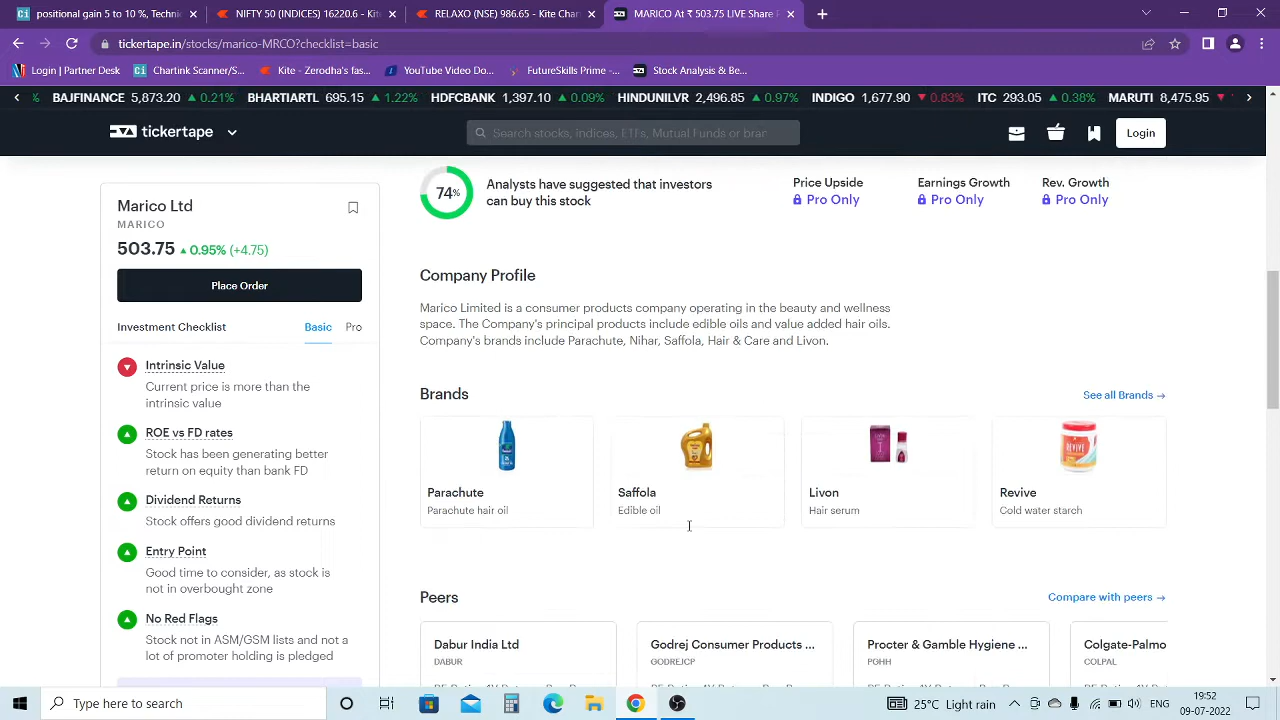 positional 5 and 10%, Technic
NIFTY 50 (INDICES) 16220.6 - Kite
RELAXO (NSE) 986.65 - Kite Char
MARICO At ₹ 503.75 LIVE Share P
tickertape.in/stocks/marico-MRCO?checklist=basic
Login | Partner Desk
Chartink Scanner/S...
Kite - Zerodha's fas...
YouTube Video Do...
FutureSkills Prime -...
Stock Analysis & Be...
% BAJFINANCE 5,873.20 ▲ 0.21% BHARTIARTL 695.15 ▲ 1.22% HDFCBANK 1,397.10 ▲ 0.09% HINDUNILVR 2,496.85 ▲ 0.97% INDIGO 1,677.90 ▼ 0.83% ITC 293.05 ▲ 0.38% MARUTI 8,475.95 ▼
tickertape
Search stocks, indices, ETFs, Mutual Funds or bran
Login
Marico Ltd
MARICO
503.75 ▲ 0.95% (+4.75)
Place Order
Investment Checklist Basic Pro
Intrinsic Value
Current price is more than the
intrinsic value
ROE vs FD rates
Stock has been generating better
return on equity than bank FD
Dividend Returns
Stock offers good dividend returns
Entry Point
Good time to consider, as stock is
not in overbought zone
No Red Flags
Stock not in ASM/GSM lists and not a
lot of promoter holding is pledged
74%
Analysts have suggested that investors
can buy this stock
Price Upside
Pro Only
Earnings Growth
Pro Only
Rev. Growth
Pro Only
Company Profile
Marico Limited is a consumer products company operating in the beauty and wellness
space. The Company's principal products include edible oils and value added hair oils.
Company's brands include Parachute, Nihar, Saffola, Hair & Care and Livon.
Brands
See all Brands →
Parachute
Parachute hair oil
Saffola
Edible oil
Livon
Hair serum
REVIVE
Revive
Cold water starch
Peers
Compare with peers →
Dabur India Ltd
DABUR
Godrej Consumer Products ...
GODREJCP
Procter & Gamble Hygiene ...
PGHH
Colgate-Palmo
COLPAL
Type here to search
25°C Light rain
ENG
19:52
09-07-2022